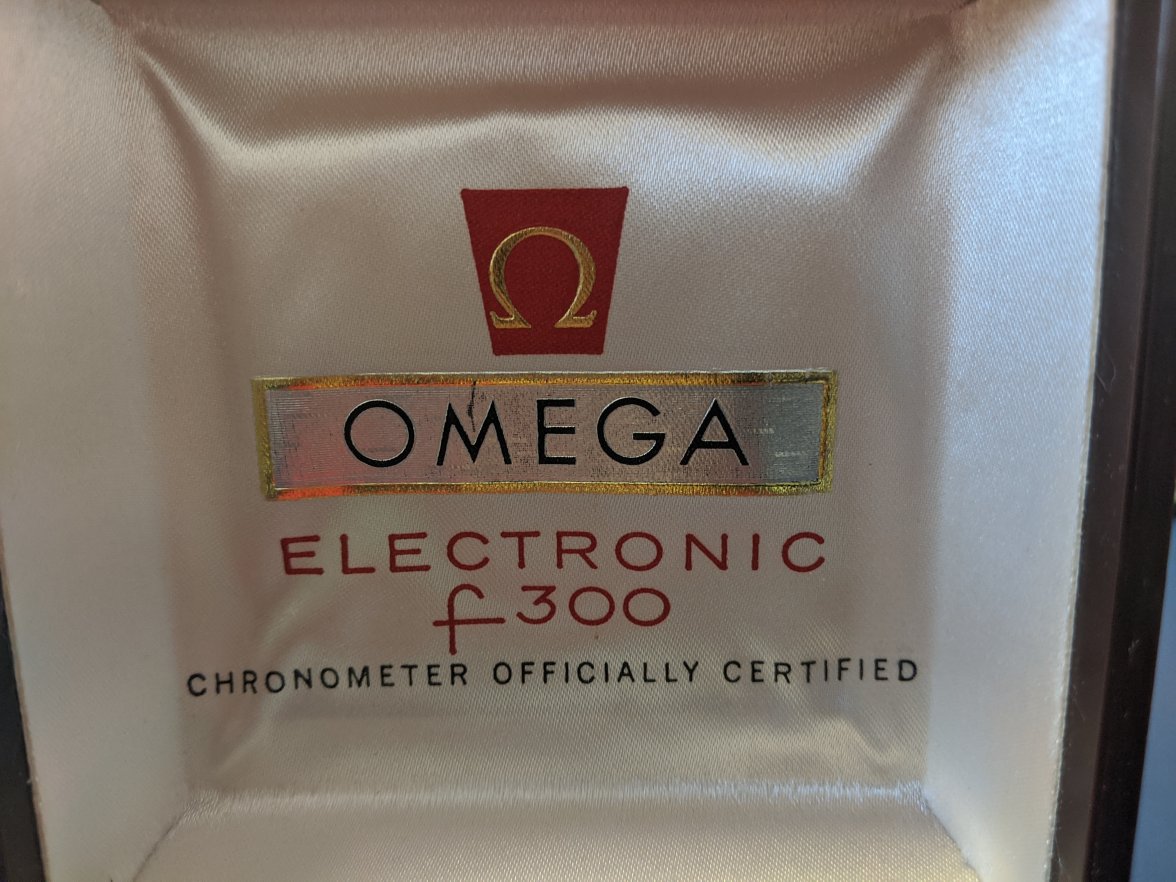 Ω
OMEGA
ELECTRONIC
f300
CHRONOMETER OFFICIALLY CERTIFIED